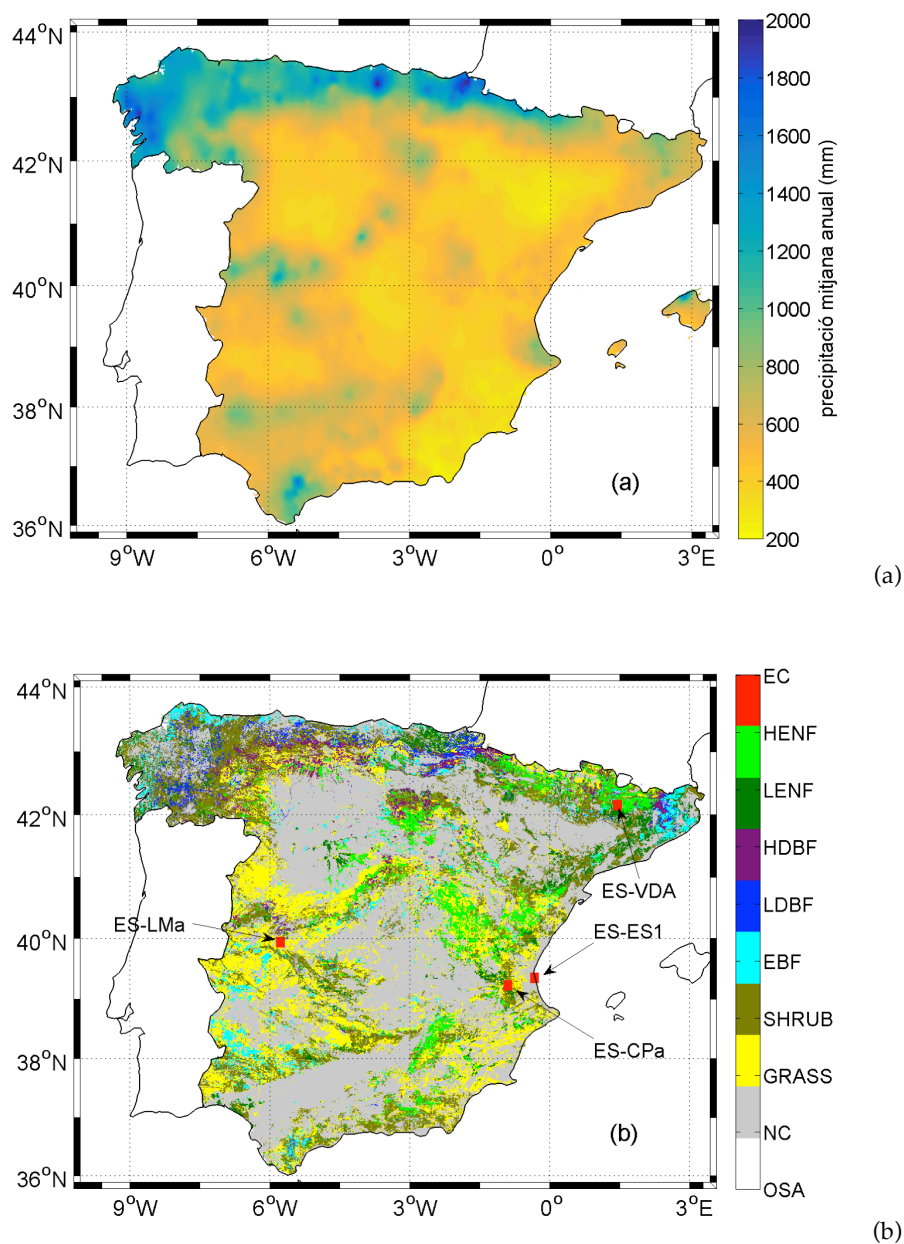 44°N
42°N
40°N
38°N
36°N
9°W
6°W
3°W
0°
3°E
2000
1800
1600
1400
1200
1000
800
600
400
200
precipitació mitjana anual (mm)
(a)
(a)
44°N
42°N
40°N
38°N
36°N
9°W
6°W
3°W
0°
3°E
ES-VDA
ES-LMa
ES-ES1
ES-CPa
(b)
EC
HENF
LENF
HDBF
LDBF
EBF
SHRUB
GRASS
NC
OSA
(b)